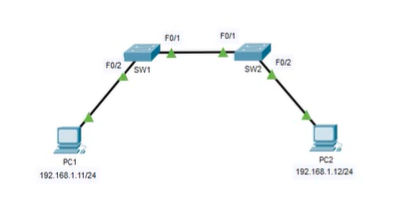 F0/1
F0/1
F0/2
SW1
SW2
F0/2
PC1
192.168.1.11/24
PC2
192.168.1.12/24